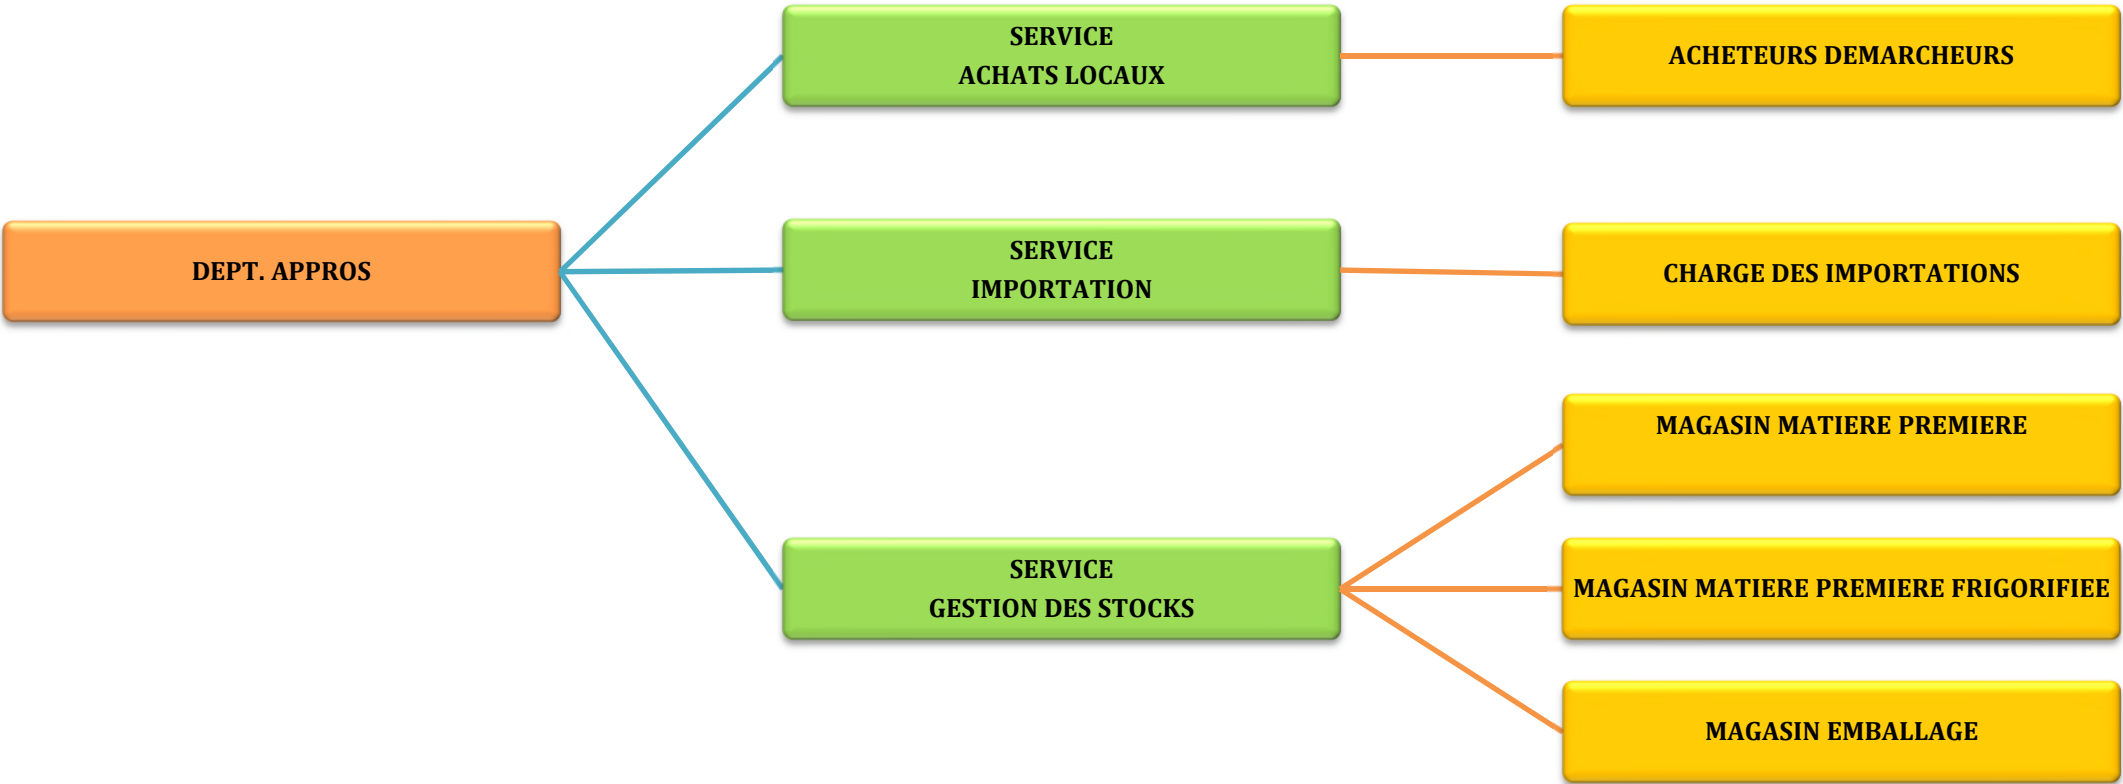 SERVICE
ACHATS LOCAUX
ACHETEURS DEMARCHEURS
DEPT. APPROS
SERVICE
IMPORTATION
CHARGE DES IMPORTATIONS
MAGASIN MATIERE PREMIERE
SERVICE
GESTION DES STOCKS
MAGASIN MATIERE PREMIERE FRIGORIFIEE
MAGASIN EMBALLAGE